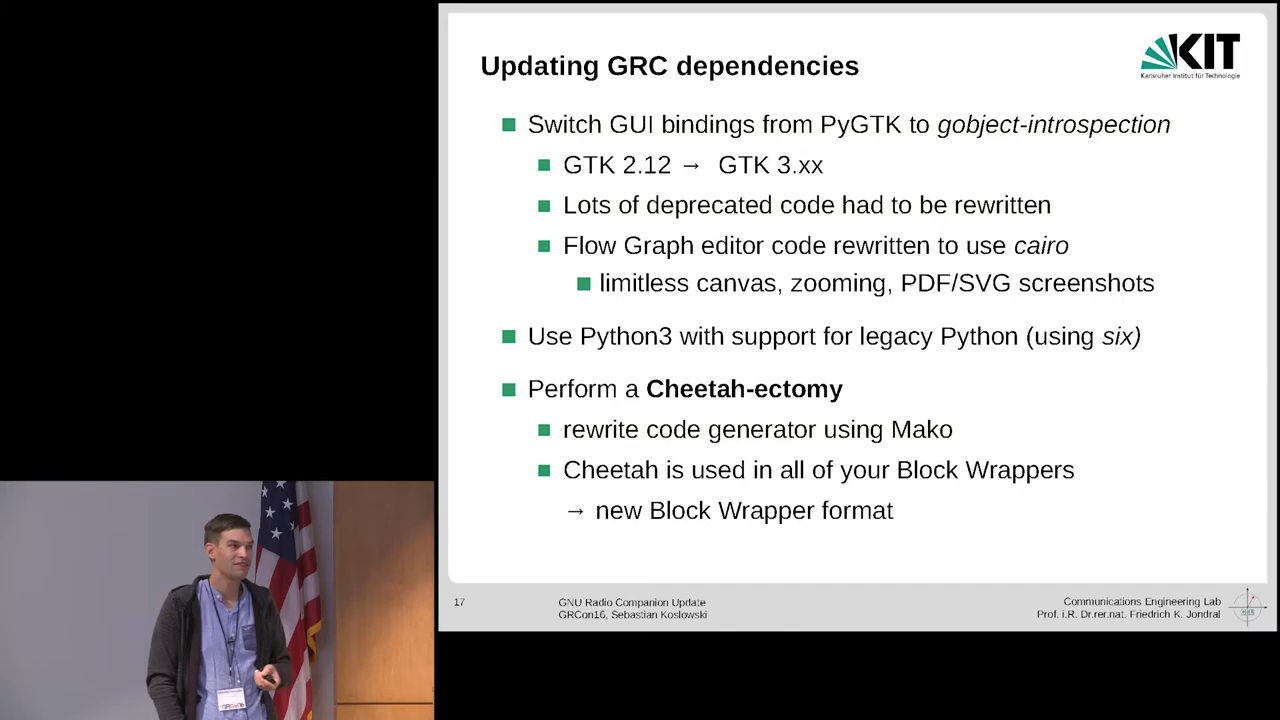 Updating GRC dependencies
KIT
Karlsruher Institut für Technologie
Switch GUI bindings from PyGTK to gobject-introspection
GTK 2.12 → GTK 3.xx
Lots of deprecated code had to be rewritten
Flow Graph editor code rewritten to use cairo
limitless canvas, zooming, PDF/SVG screenshots
Use Python3 with support for legacy Python (using six)
Perform a Cheetah-ectomy
rewrite code generator using Mako
Cheetah is used in all of your Block Wrappers
→ new Block Wrapper format
17
GNU Radio Companion Update
GRCon16, Sebastian Koslowski
Communications Engineering Lab
Prof. i.R. Dr.rer.nat. Friedrich K. Jondral
GRCon16